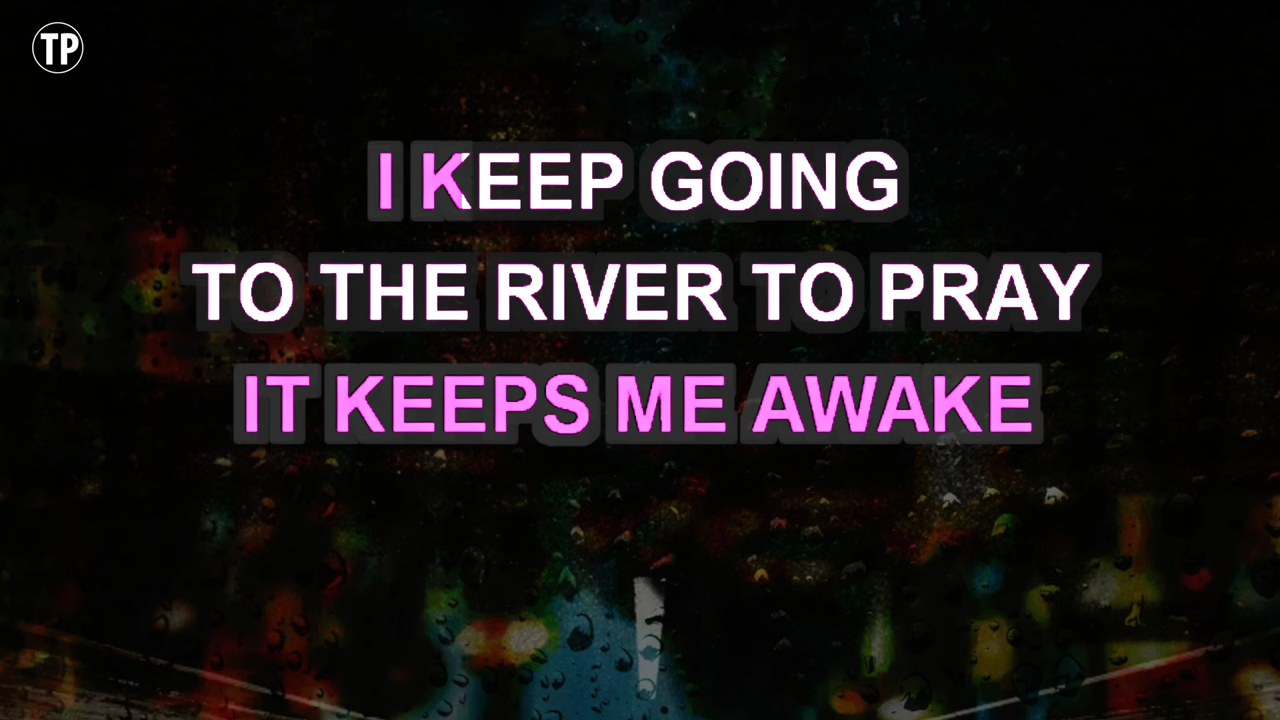 TP
I KEEP GOING
TO THE RIVER TO PRAY
IT KEEPS ME AWAKE